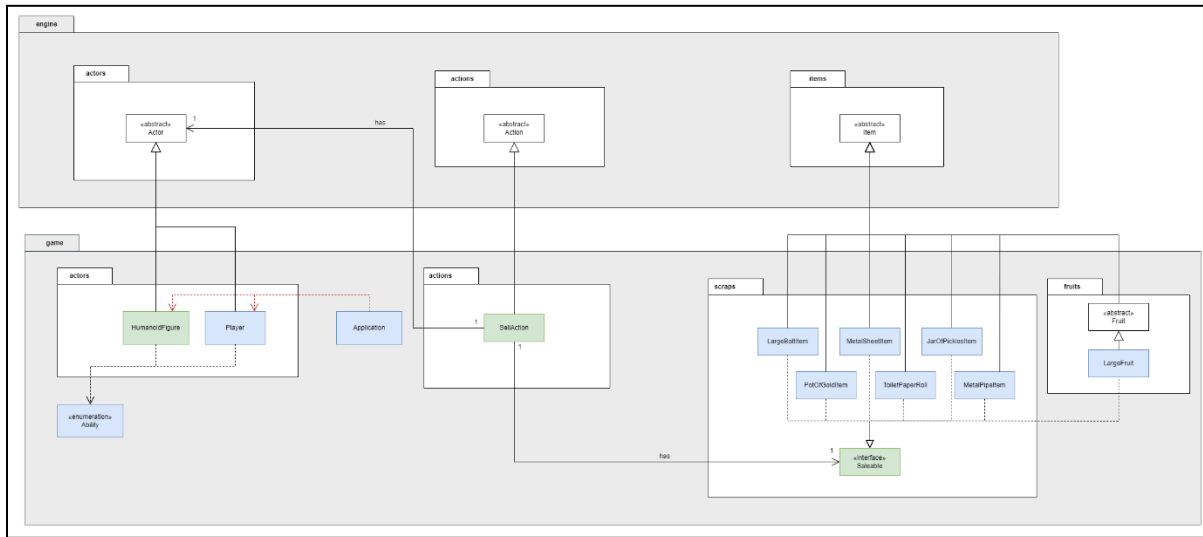 engine
actors
«abstract»
Actor
1
has
actions
«abstract»
Action
items
«abstract»
Item
game
actors
HumanoidFigure
Player
Application
«enumeration»
Ability
actions
1
SellAction
1
scraps
LargeBoltItem
MetalSheetItem
JarOfPicklesItem
PotOfGoldItem
ToiletPaperRoll
MetalPipeItem
has
1
«interface»
Saleable
fruits
«abstract»
Fruit
LargeFruit